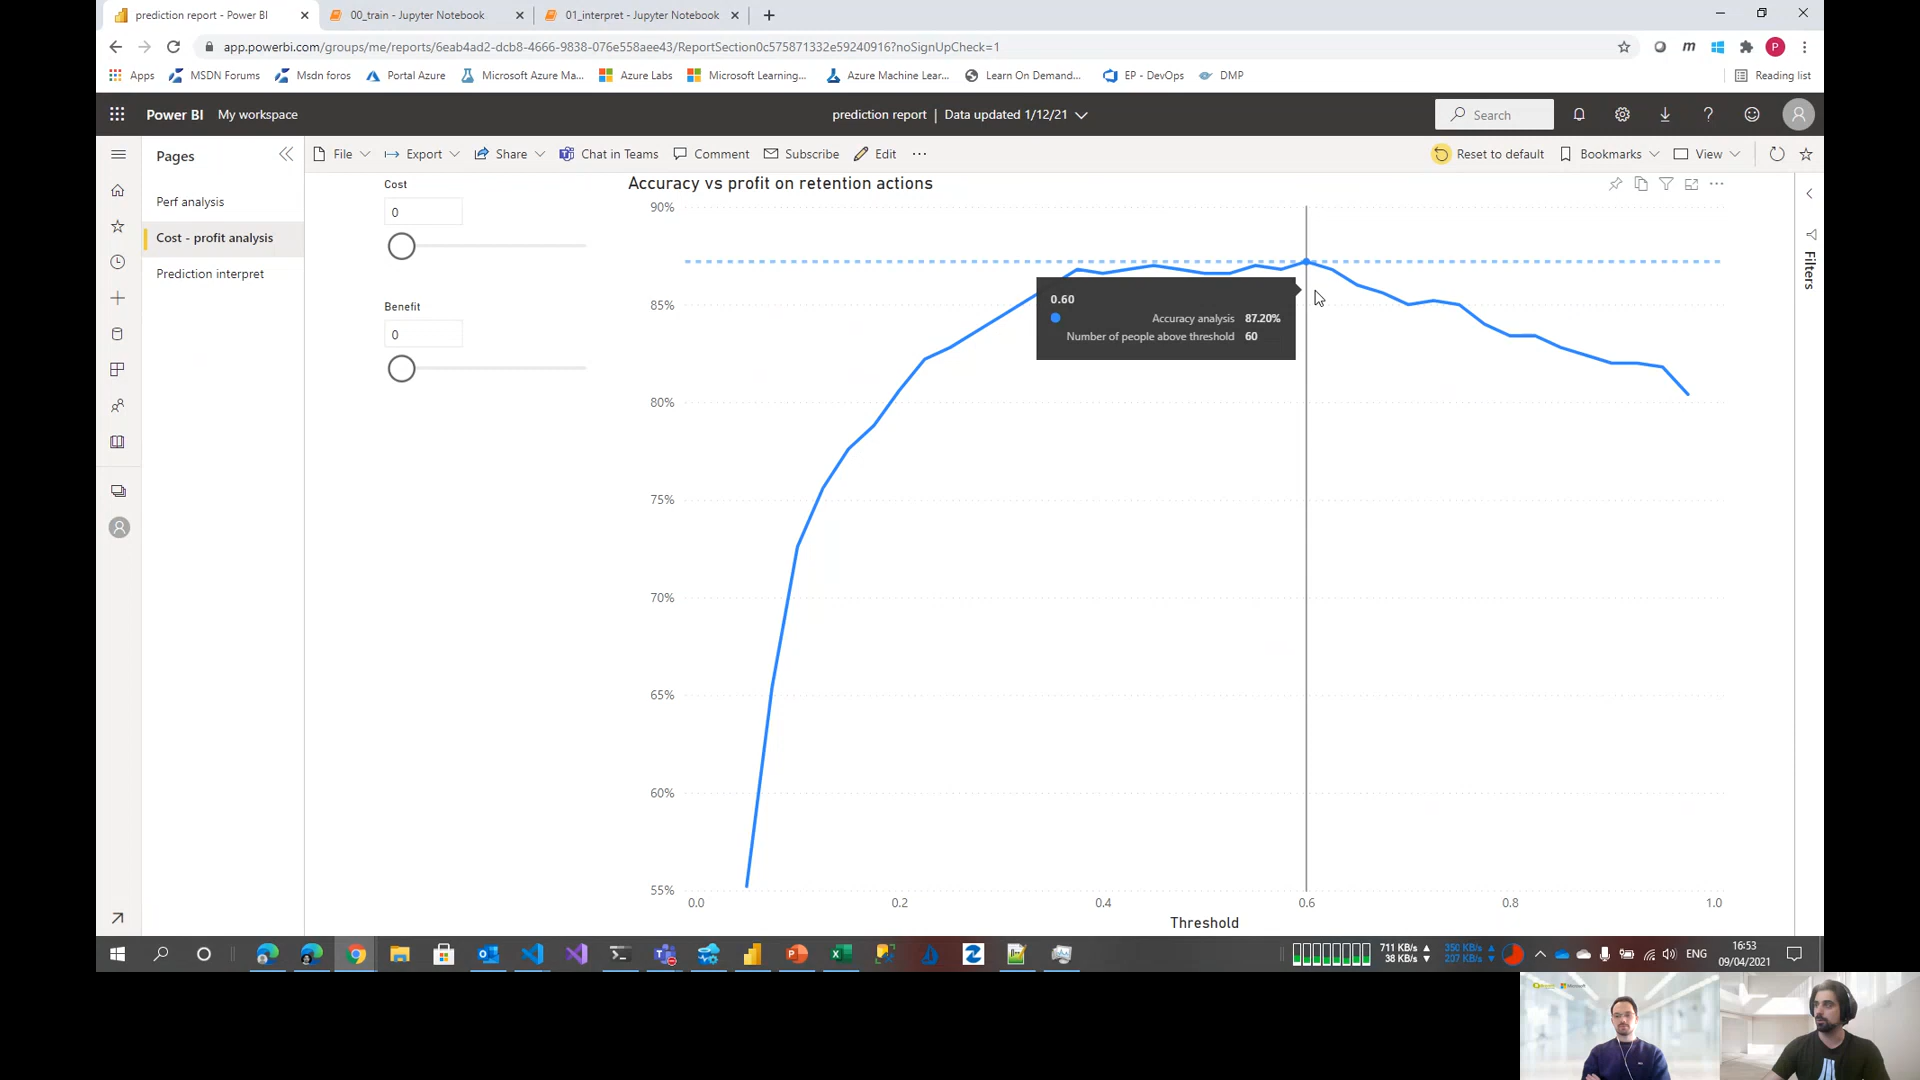 prediction report - Power BI
00_train - Jupyter Notebook
01_interpret - Jupyter Notebook
app.powerbi.com/groups/me/reports/6eab4ad2-dcb8-4666-9838-076e558aee43/ReportSection0c575871332e59240916?noSignUpCheck=1
Apps
MSDN Forums
Msdn foros
Portal Azure
Microsoft Azure Ma...
Azure Labs
Microsoft Learning...
Azure Machine Lear...
Learn On Demand...
EP - DevOps
DMP
Reading list
Power BI My workspace
prediction report | Data updated 1/12/21
Search
Pages
File
Export
Share
Chat in Teams
Comment
Subscribe
Edit
Reset to default
Bookmarks
View
Perf analysis
Cost - profit analysis
Prediction interpret
Cost
0
Benefit
0
Accuracy vs profit on retention actions
90%
85%
80%
75%
70%
65%
60%
55%
0.60
Accuracy analysis 87.20%
Number of people above threshold 60
0.0
0.2
0.4
0.6
0.8
1.0
Threshold
Filters
711 KB/s
38 KB/s
350 KB/s
207 KB/s
ENG
16:53
09/04/2021
Microsoft